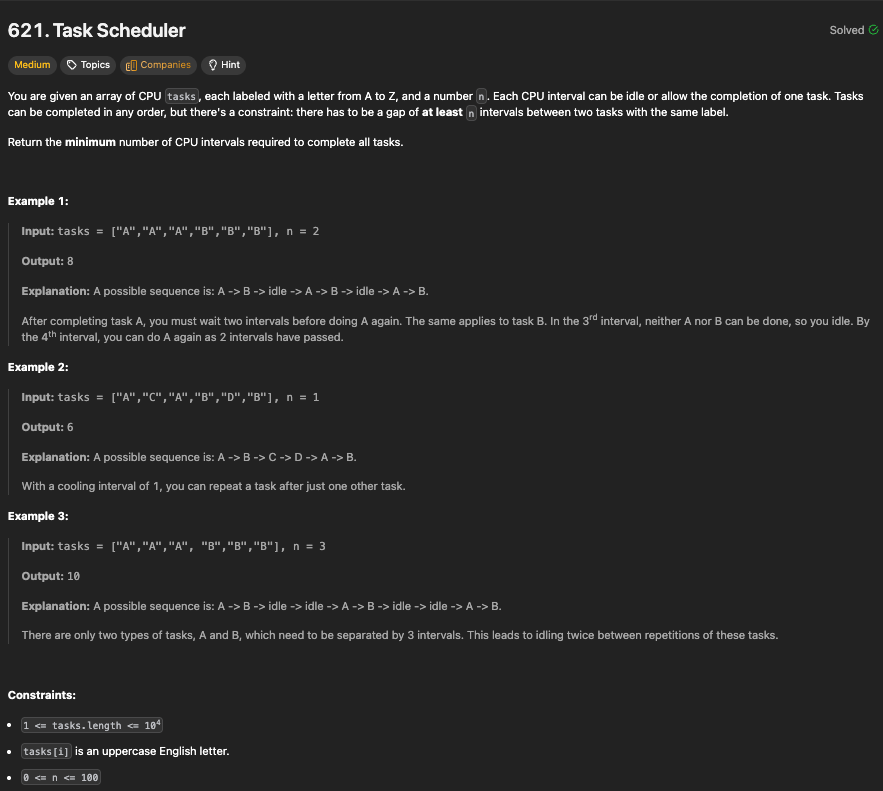 621. Task Scheduler
Solved
Medium Topics Companies Hint
You are given an array of CPU tasks, each labeled with a letter from A to Z, and a number n. Each CPU interval can be idle or allow the completion of one task. Tasks
can be completed in any order, but there's a constraint: there has to be a gap of at least n intervals between two tasks with the same label.
Return the minimum number of CPU intervals required to complete all tasks.
Example 1:
Input: tasks = ["A","A","A","B","B","B"], n = 2
Output: 8
Explanation: A possible sequence is: A -> B -> idle -> A -> B -> idle -> A -> B.
After completing task A, you must wait two intervals before doing A again. The same applies to task B. In the 3rd interval, neither A nor B can be done, so you idle. By
the 4th interval, you can do A again as 2 intervals have passed.
Example 2:
Input: tasks = ["A","C","A","B","D","B"], n = 1
Output: 6
Explanation: A possible sequence is: A -> B -> C -> D -> A -> B.
With a cooling interval of 1, you can repeat a task after just one other task.
Example 3:
Input: tasks = ["A","A","A", "B","B","B"], n = 3
Output: 10
Explanation: A possible sequence is: A -> B -> idle -> idle -> A -> B -> idle -> idle -> A -> B.
There are only two types of tasks, A and B, which need to be separated by 3 intervals. This leads to idling twice between repetitions of these tasks.
Constraints:
• 1 <= tasks.length <= 10⁴
• tasks[i] is an uppercase English letter.
• 0 <= n <= 100